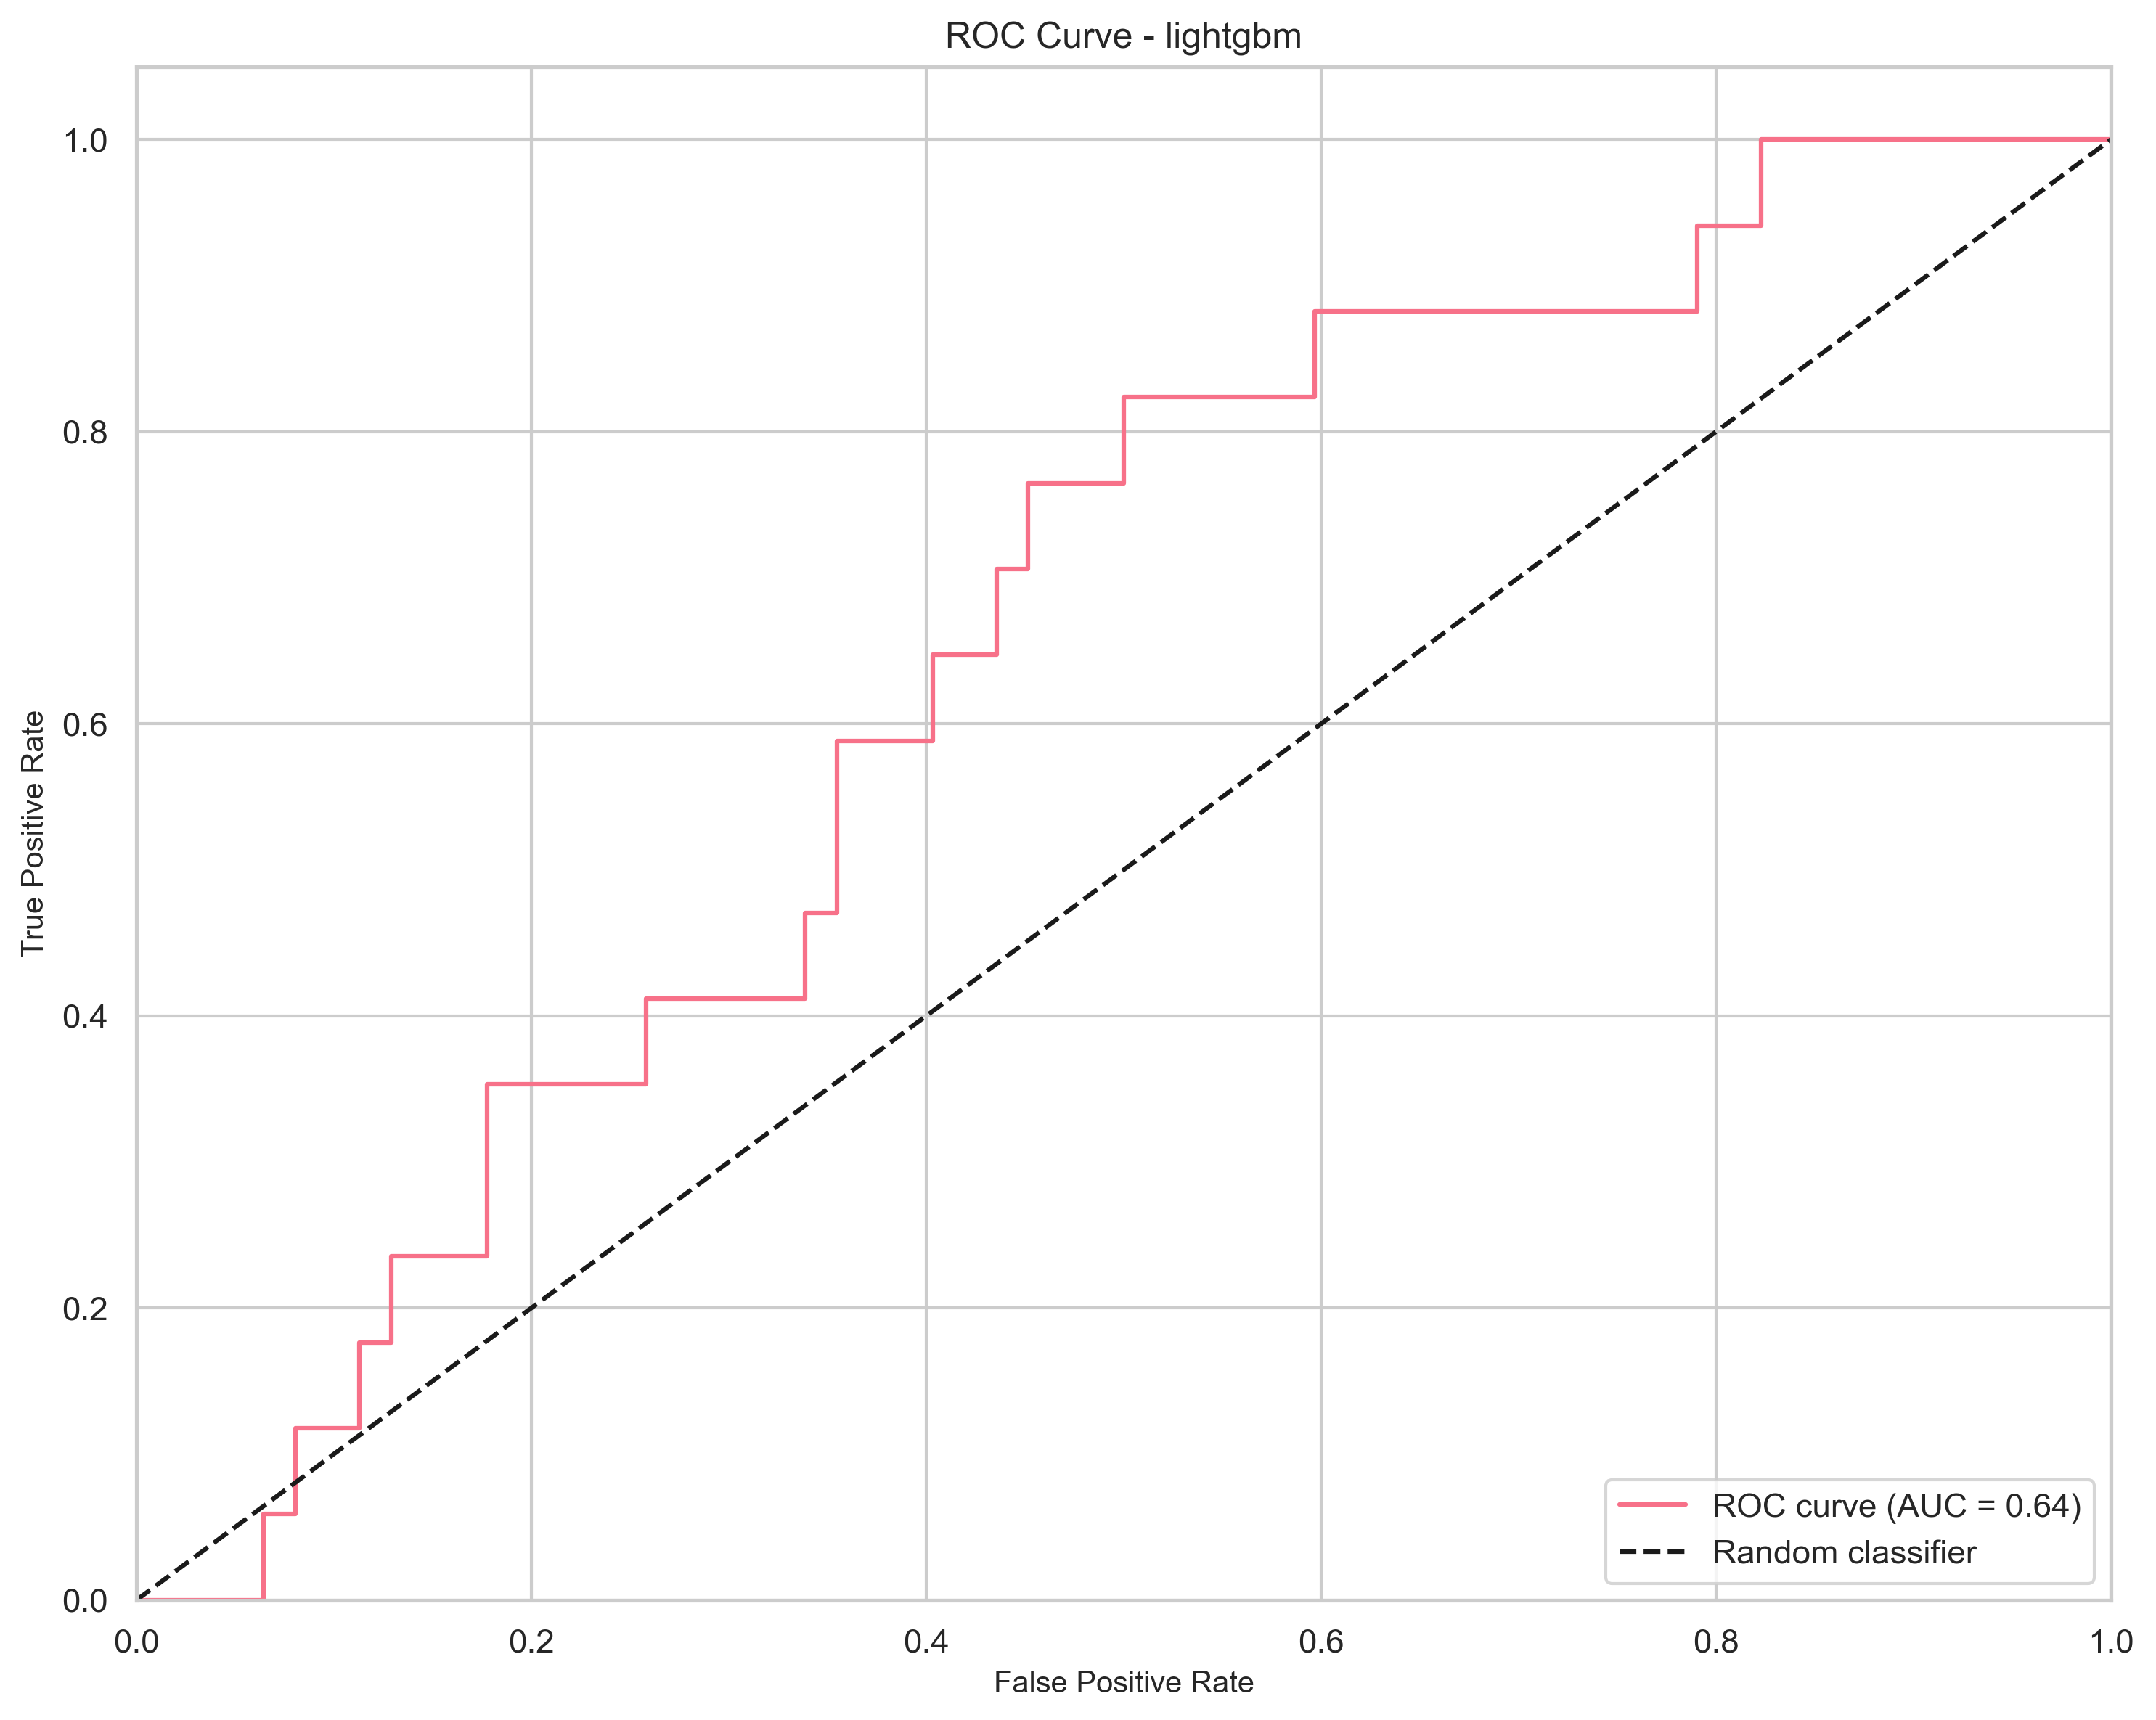 ROC Curve - lightgbm
1.0
0.8
0.6
0.4
0.2
0.0
True Positive Rate
0.0 0.2 0.4 0.6 0.8 1.0
False Positive Rate
ROC curve (AUC = 0.64)
Random classifier